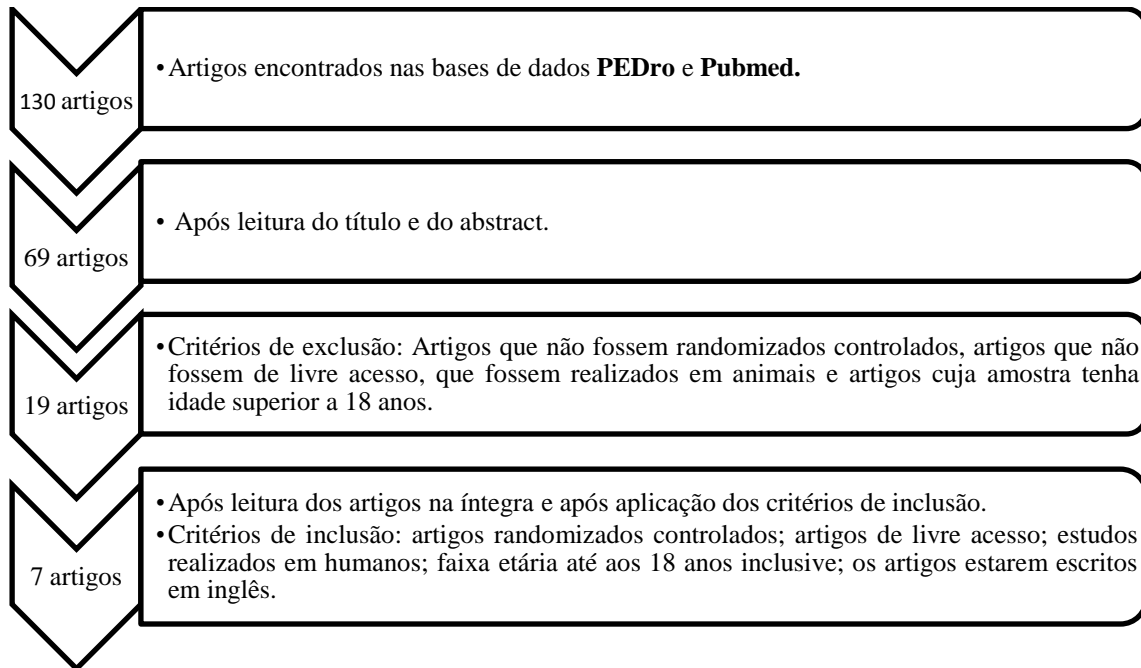 130 artigos
•Artigos encontrados nas bases de dados PEDro e Pubmed.
69 artigos
• Após leitura do título e do abstract.
19 artigos
•Critérios de exclusão: Artigos que não fossem randomizados controlados, artigos que não
fossem de livre acesso, que fossem realizados em animais e artigos cuja amostra tenha
idade superior a 18 anos.
7 artigos
•Após leitura dos artigos na íntegra e após aplicação dos critérios de inclusão.
•Critérios de inclusão: artigos randomizados controlados; artigos de livre acesso; estudos
realizados em humanos; faixa etária até aos 18 anos inclusive; os artigos estarem escritos
em inglês.